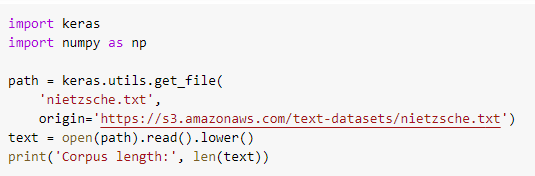 import keras
import numpy as np
path = keras.utils.get_file(
'nietzsche.txt',
origin='https://s3.amazonaws.com/text-datasets/nietzsche.txt')
text = open(path).read().lower()
print('Corpus length:', len(text))